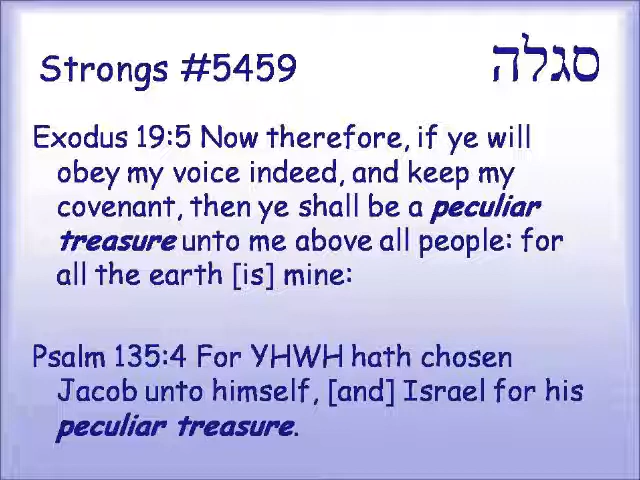 Strongs #5459 סגלה
Exodus 19:5 Now therefore, if ye will
obey my voice indeed, and keep my
covenant, then ye shall be a peculiar
treasure unto me above all people: for
all the earth [is] mine:
Psalm 135:4 For YHWH hath chosen
Jacob unto himself, [and] Israel for his
peculiar treasure.